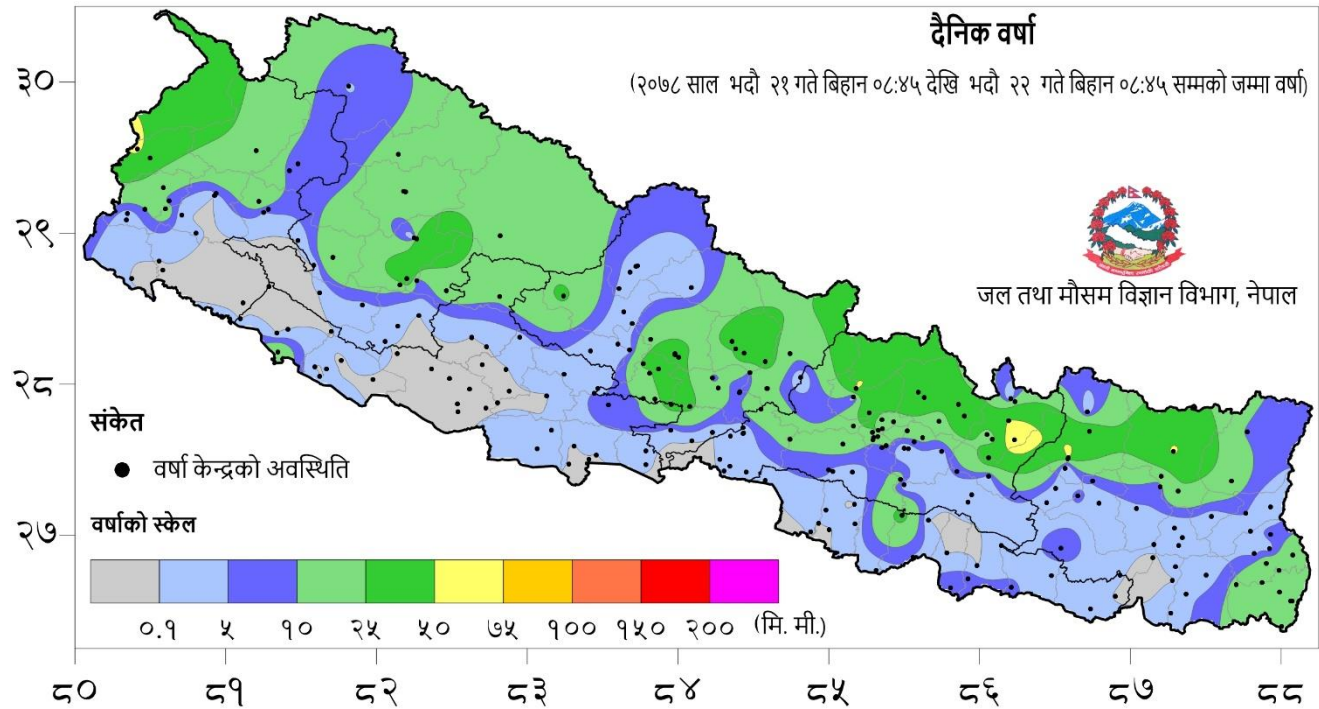 दैनिक वर्षा
(२०७८ साल भदौ २१ गते बिहान ०८:४५ देखि भदौ २२ गते बिहान ०८:४५ सम्मको जम्मा वर्षा)
३०
२९
२८
२७
जल तथा मौसम विज्ञान विभाग, नेपाल
संकेत
वर्षा केन्द्रको अवस्थिति
वर्षाको स्केल
०.१ ५ १० २५ ५० ७५ १०० १५० २०० (मि. मी.)
८० ८१ ८२ ८३ ८४ ८५ ८६ ८७ ८८